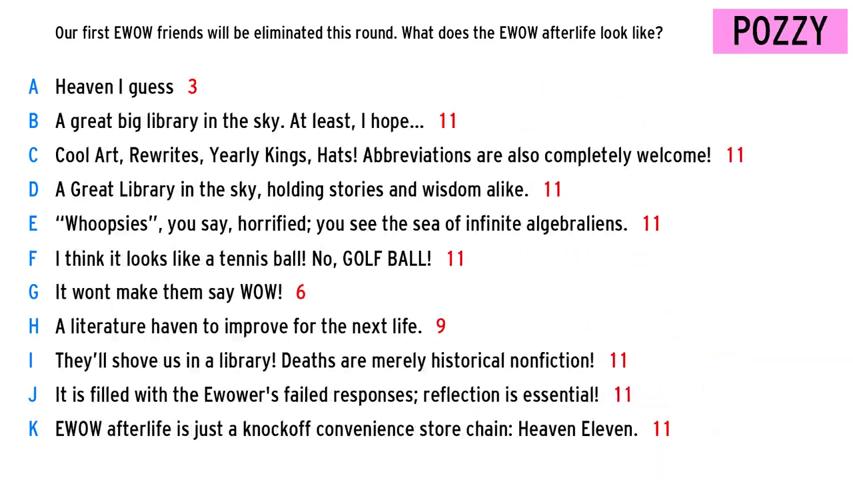 Our first EWOW friends will be eliminated this round. What does the EWOW afterlife look like?
POZZY
A Heaven I guess 3
B A great big library in the sky. At least, I hope... 11
C Cool Art, Rewrites, Yearly Kings, Hats! Abbreviations are also completely welcome! 11
D A Great Library in the sky, holding stories and wisdom alike. 11
E “Whoopsies”, you say, horrified; you see the sea of infinite algebraliens. 11
F I think it looks like a tennis ball! No, GOLF BALL! 11
G It wont make them say WOW! 6
H A literature haven to improve for the next life. 9
I They’ll shove us in a library! Deaths are merely historical nonfiction! 11
J It is filled with the Ewower's failed responses; reflection is essential! 11
K EWOW afterlife is just a knockoff convenience store chain: Heaven Eleven. 11